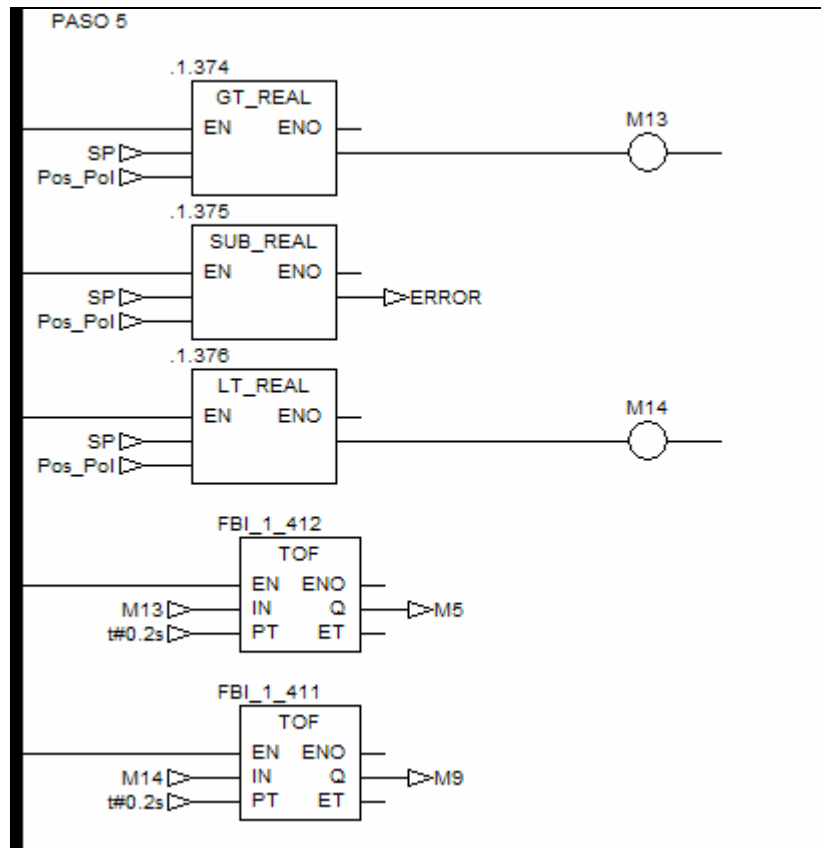 PASO 5
.1.374
GT_REAL
EN ENO
M13
SP
Pos_Pol
.1.375
SUB_REAL
EN ENO
SP
ERROR
Pos_Pol
.1.376
LT_REAL
EN ENO
M14
SP
Pos_Pol
FBI_1_412
TOF
EN ENO
M13 IN Q M5
t#0.2s PT ET
FBI_1_411
TOF
EN ENO
M14 IN Q M9
t#0.2s PT ET